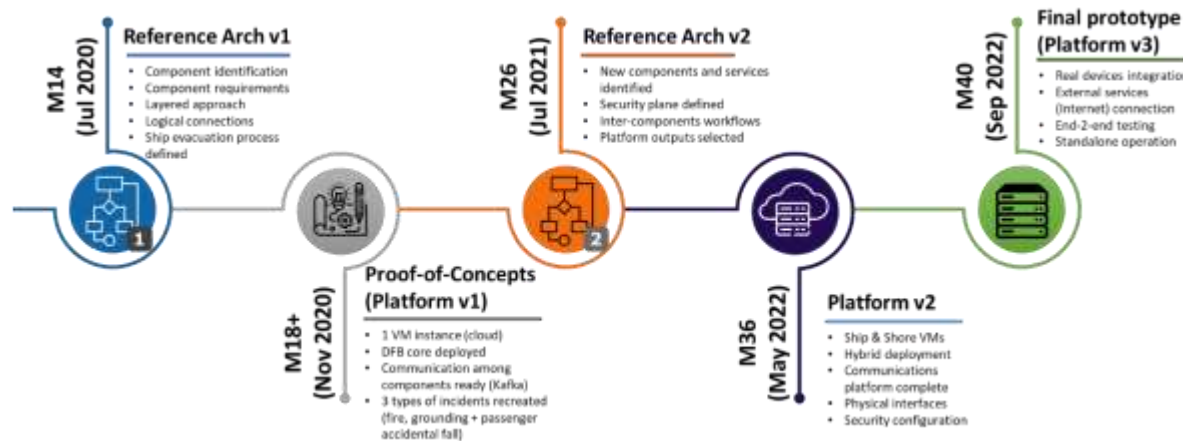 M14
(Jul 2020)
Reference Arch v1
• Component identification
• Component requirements
• Layered approach
• Logical connections
• Ship evacuation process
defined
1
M18+
(Nov 2020)
Proof-of-Concepts
(Platform v1)
• 1 VM instance (cloud)
• DFB core deployed
• Communication among
components ready (Kafka)
• 3 types of incidents recreated
(fire, grounding + passenger
accidental fall)
M26
(Jul 2021)
Reference Arch v2
• New components and services
identified
• Security plane defined
• Inter-components workflows
• Platform outputs selected
2
M36
(May 2022)
Platform v2
• Ship & Shore VMs
• Hybrid deployment
• Communications
platform complete
• Physical interfaces
• Security configuration
M40
(Sep 2022)
Final prototype
(Platform v3)
• Real devices integration
• External services
(Internet) connection
• End-2-end testing
• Standalone operation